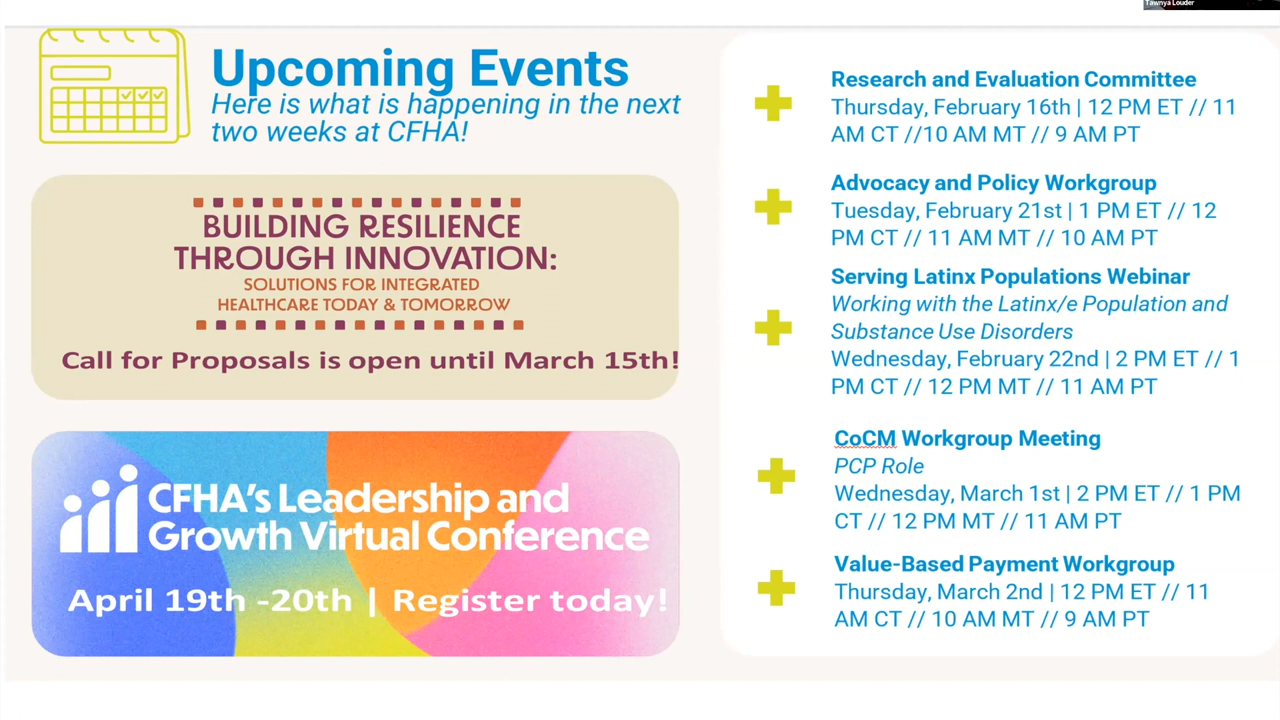 Tawnya Louder
Upcoming Events
Here is what is happening in the next
two weeks at CFHA!
BUILDING RESILIENCE
THROUGH INNOVATION:
SOLUTIONS FOR INTEGRATED
HEALTHCARE TODAY & TOMORROW
Call for Proposals is open until March 15th!
CFHA's Leadership and
Growth Virtual Conference
April 19th -20th | Register today!
Research and Evaluation Committee
Thursday, February 16th | 12 PM ET // 11
AM CT //10 AM MT // 9 AM PT
Advocacy and Policy Workgroup
Tuesday, February 21st | 1 PM ET // 12
PM CT // 11 AM MT // 10 AM PT
Serving Latinx Populations Webinar
Working with the Latinx/e Population and
Substance Use Disorders
Wednesday, February 22nd | 2 PM ET // 1
PM CT // 12 PM MT // 11 AM PT
CoCM Workgroup Meeting
PCP Role
Wednesday, March 1st | 2 PM ET // 1 PM
CT // 12 PM MT // 11 AM PT
Value-Based Payment Workgroup
Thursday, March 2nd | 12 PM ET // 11
AM CT // 10 AM MT // 9 AM PT